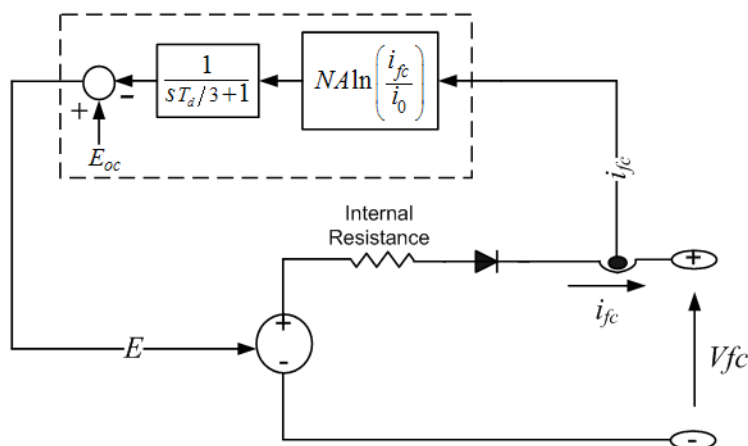 1
sT_d/3+1
NA ln(i_fc/i_0)
+
−
E_oc
i_fc
Internal
Resistance
+
i_fc
E
+
-
Vfc
-